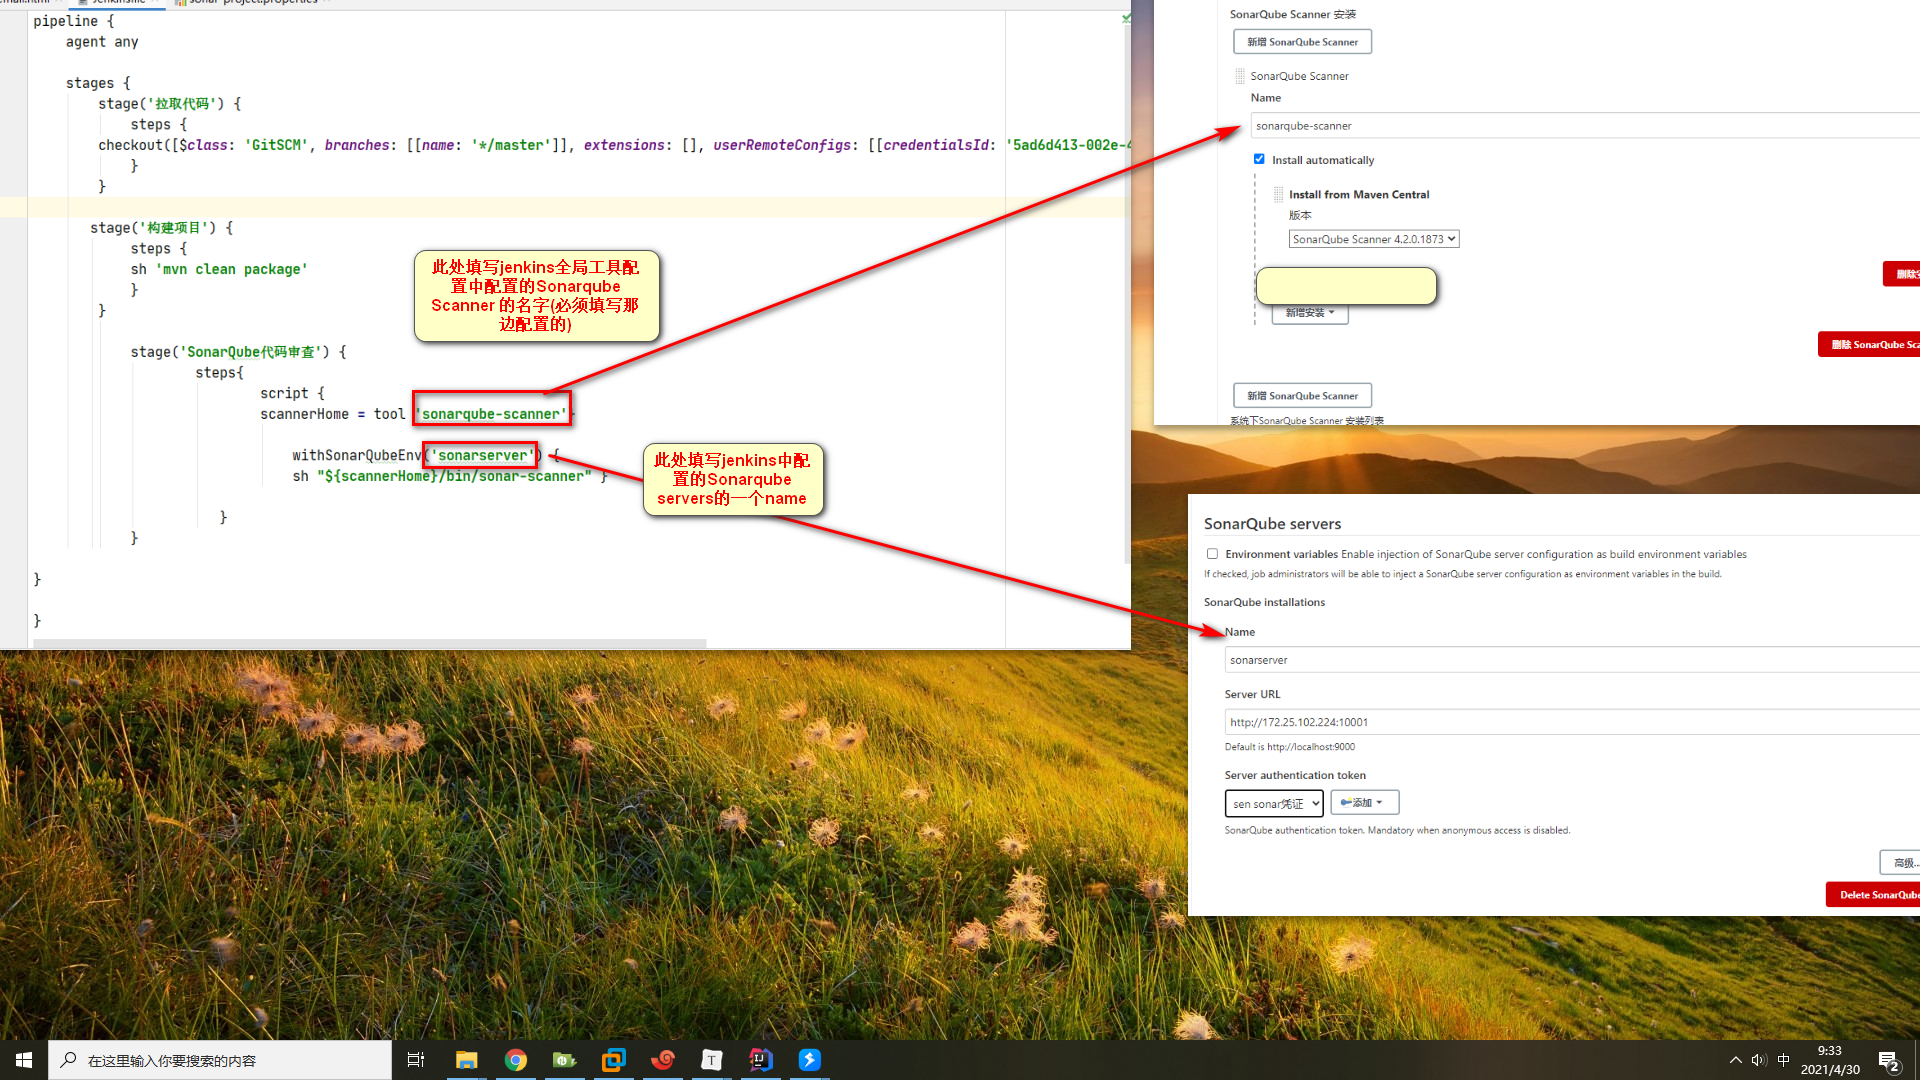 Jenkinsfile
sonar-project.properties
pipeline {
agent any
stages {
stage('拉取代码') {
steps {
checkout([$class: 'GitSCM', branches: [[name: '*/master']], extensions: [], userRemoteConfigs: [[credentialsId: '5ad6d413-002e-4
}
}
stage('构建项目') {
steps {
sh 'mvn clean package'
}
}
stage('SonarQube代码审查') {
steps{
script {
scannerHome = tool 'sonarqube-scanner'
withSonarQubeEnv('sonarserver') {
sh "${scannerHome}/bin/sonar-scanner" }
}
}
}
}
此处填写jenkins全局工具配
置中配置的Sonarqube
Scanner 的名字(必须填写那
边配置的)
此处填写jenkins中配
置的Sonarqube
servers的一个name
SonarQube Scanner 安装
新增 SonarQube Scanner
SonarQube Scanner
Name
sonarqube-scanner
Install automatically
Install from Maven Central
版本
SonarQube Scanner 4.2.0.1873
新增安装
删除 SonarQube Sca
新增 SonarQube Scanner
系统下SonarQube Scanner 安装列表
SonarQube servers
Environment variables Enable injection of SonarQube server configuration as build environment variables
If checked, job administrators will be able to inject a SonarQube server configuration as environment variables in the build.
SonarQube installations
Name
sonarserver
Server URL
http://172.25.102.224:10001
Default is http://localhost:9000
Server authentication token
sen sonar凭证
添加
SonarQube authentication token. Mandatory when anonymous access is disabled.
高级...
Delete SonarQube
在这里输入你要搜索的内容
中
9:33
2021/4/30
2